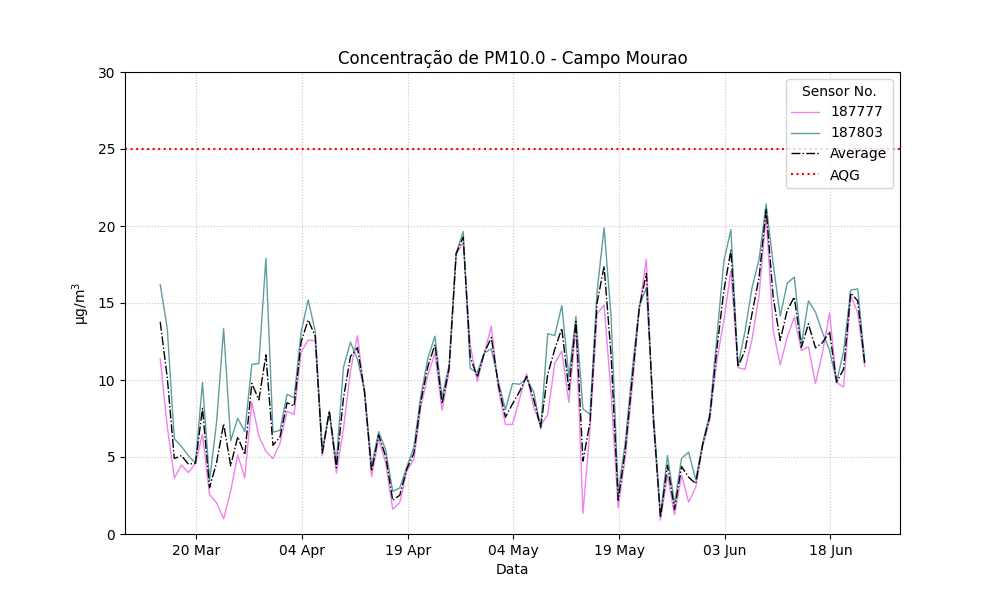 Concentração de PM10.0 - Campo Mourao
Sensor No.
187777
187803
Average
AQG
30
25
20
15
10
5
0
µg/m³
20 Mar
04 Apr
19 Apr
04 May
19 May
03 Jun
18 Jun
Data